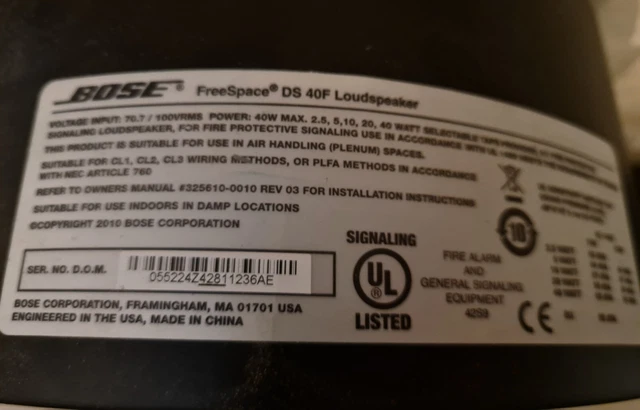 BOSE® FreeSpace® DS 40F Loudspeaker
VOLTAGE INPUT: 70.7 / 100VRMS POWER: 40W MAX. 2.5, 5,10, 20, 40 WATT SELECTABLE TAPS
SIGNALING LOUDSPEAKER, FOR FIRE PROTECTIVE SIGNALING USE IN ACCORDANCE WITH UL
THIS PRODUCT IS SUITABLE FOR USE IN AIR HANDLING (PLENUM) SPACES.
SUITABLE FOR CL1, CL2, CL3 WIRING METHODS, OR PLFA METHODS IN ACCORDANCE
WITH NEC ARTICLE 760
REFER TO OWNERS MANUAL #325610-0010 REV 03 FOR INSTALLATION INSTRUCTIONS
SUITABLE FOR USE INDOORS IN DAMP LOCATIONS
©COPYRIGHT 2010 BOSE CORPORATION
SER. NO. D.O.M.
055224Z42811236AE
BOSE CORPORATION, FRAMINGHAM, MA 01701 USA
ENGINEERED IN THE USA, MADE IN CHINA
SIGNALING
UL
®
LISTED
FIRE ALARM
AND
GENERAL SIGNALING
EQUIPMENT
42S9
10
CE